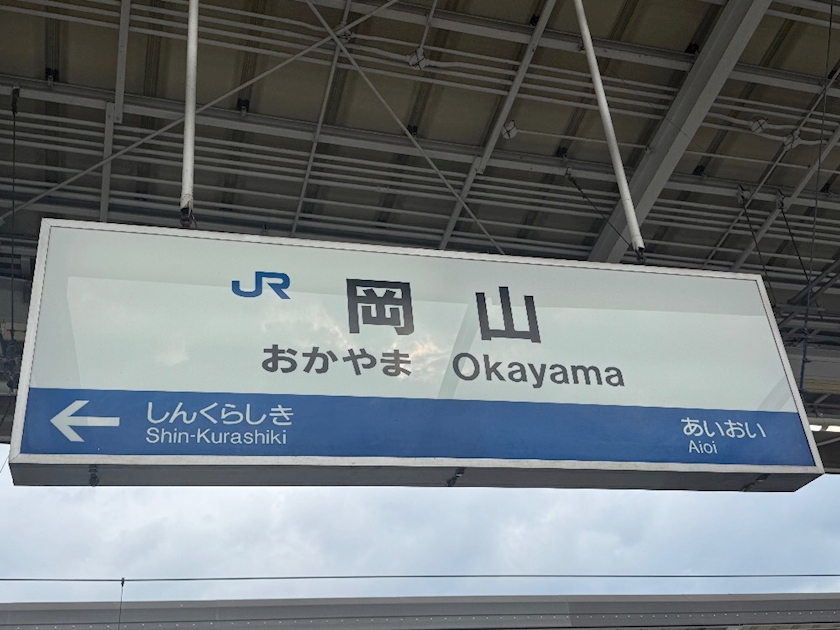 JR 岡山
おかやま Okayama
← しんくらしき
Shin-Kurashiki
あいおい
Aioi